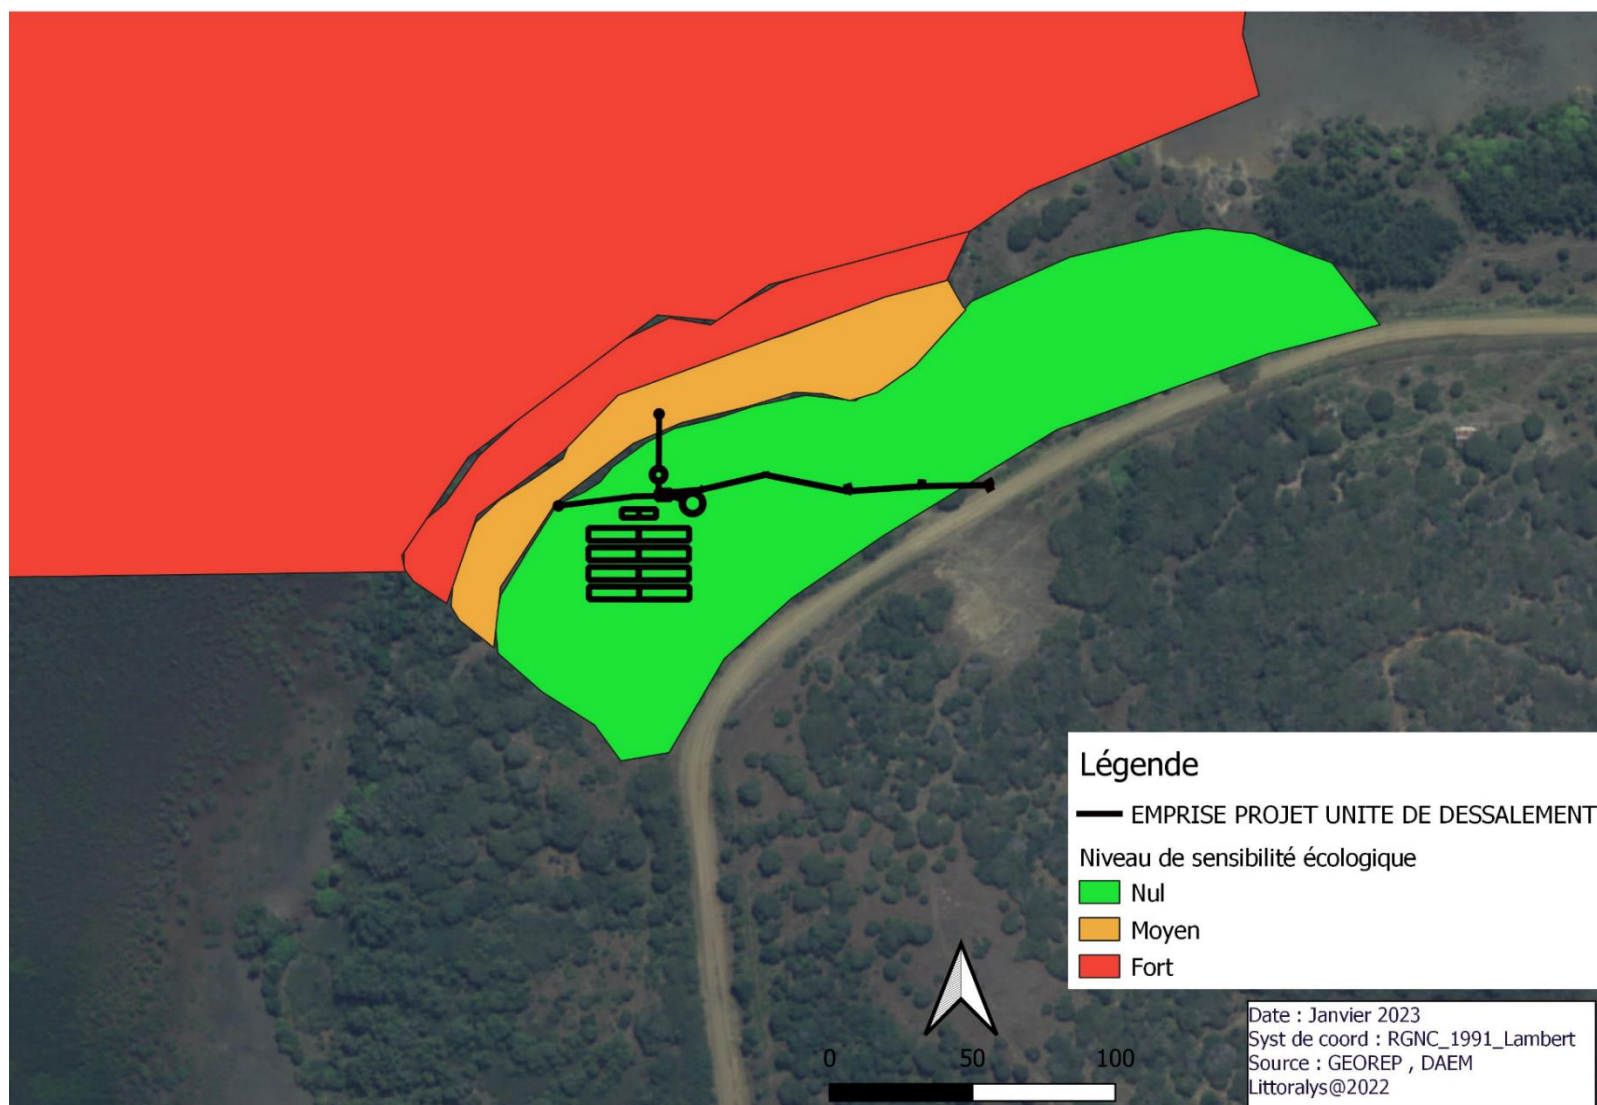 Légende
EMPRISE PROJET UNITE DE DESSALEMENT
Niveau de sensibilité écologique
Nul
Moyen
Fort
0 50 100
Date : Janvier 2023
Syst de coord : RGNC_1991_Lambert
Source : GEOREP , DAEM
Littoralys@2022